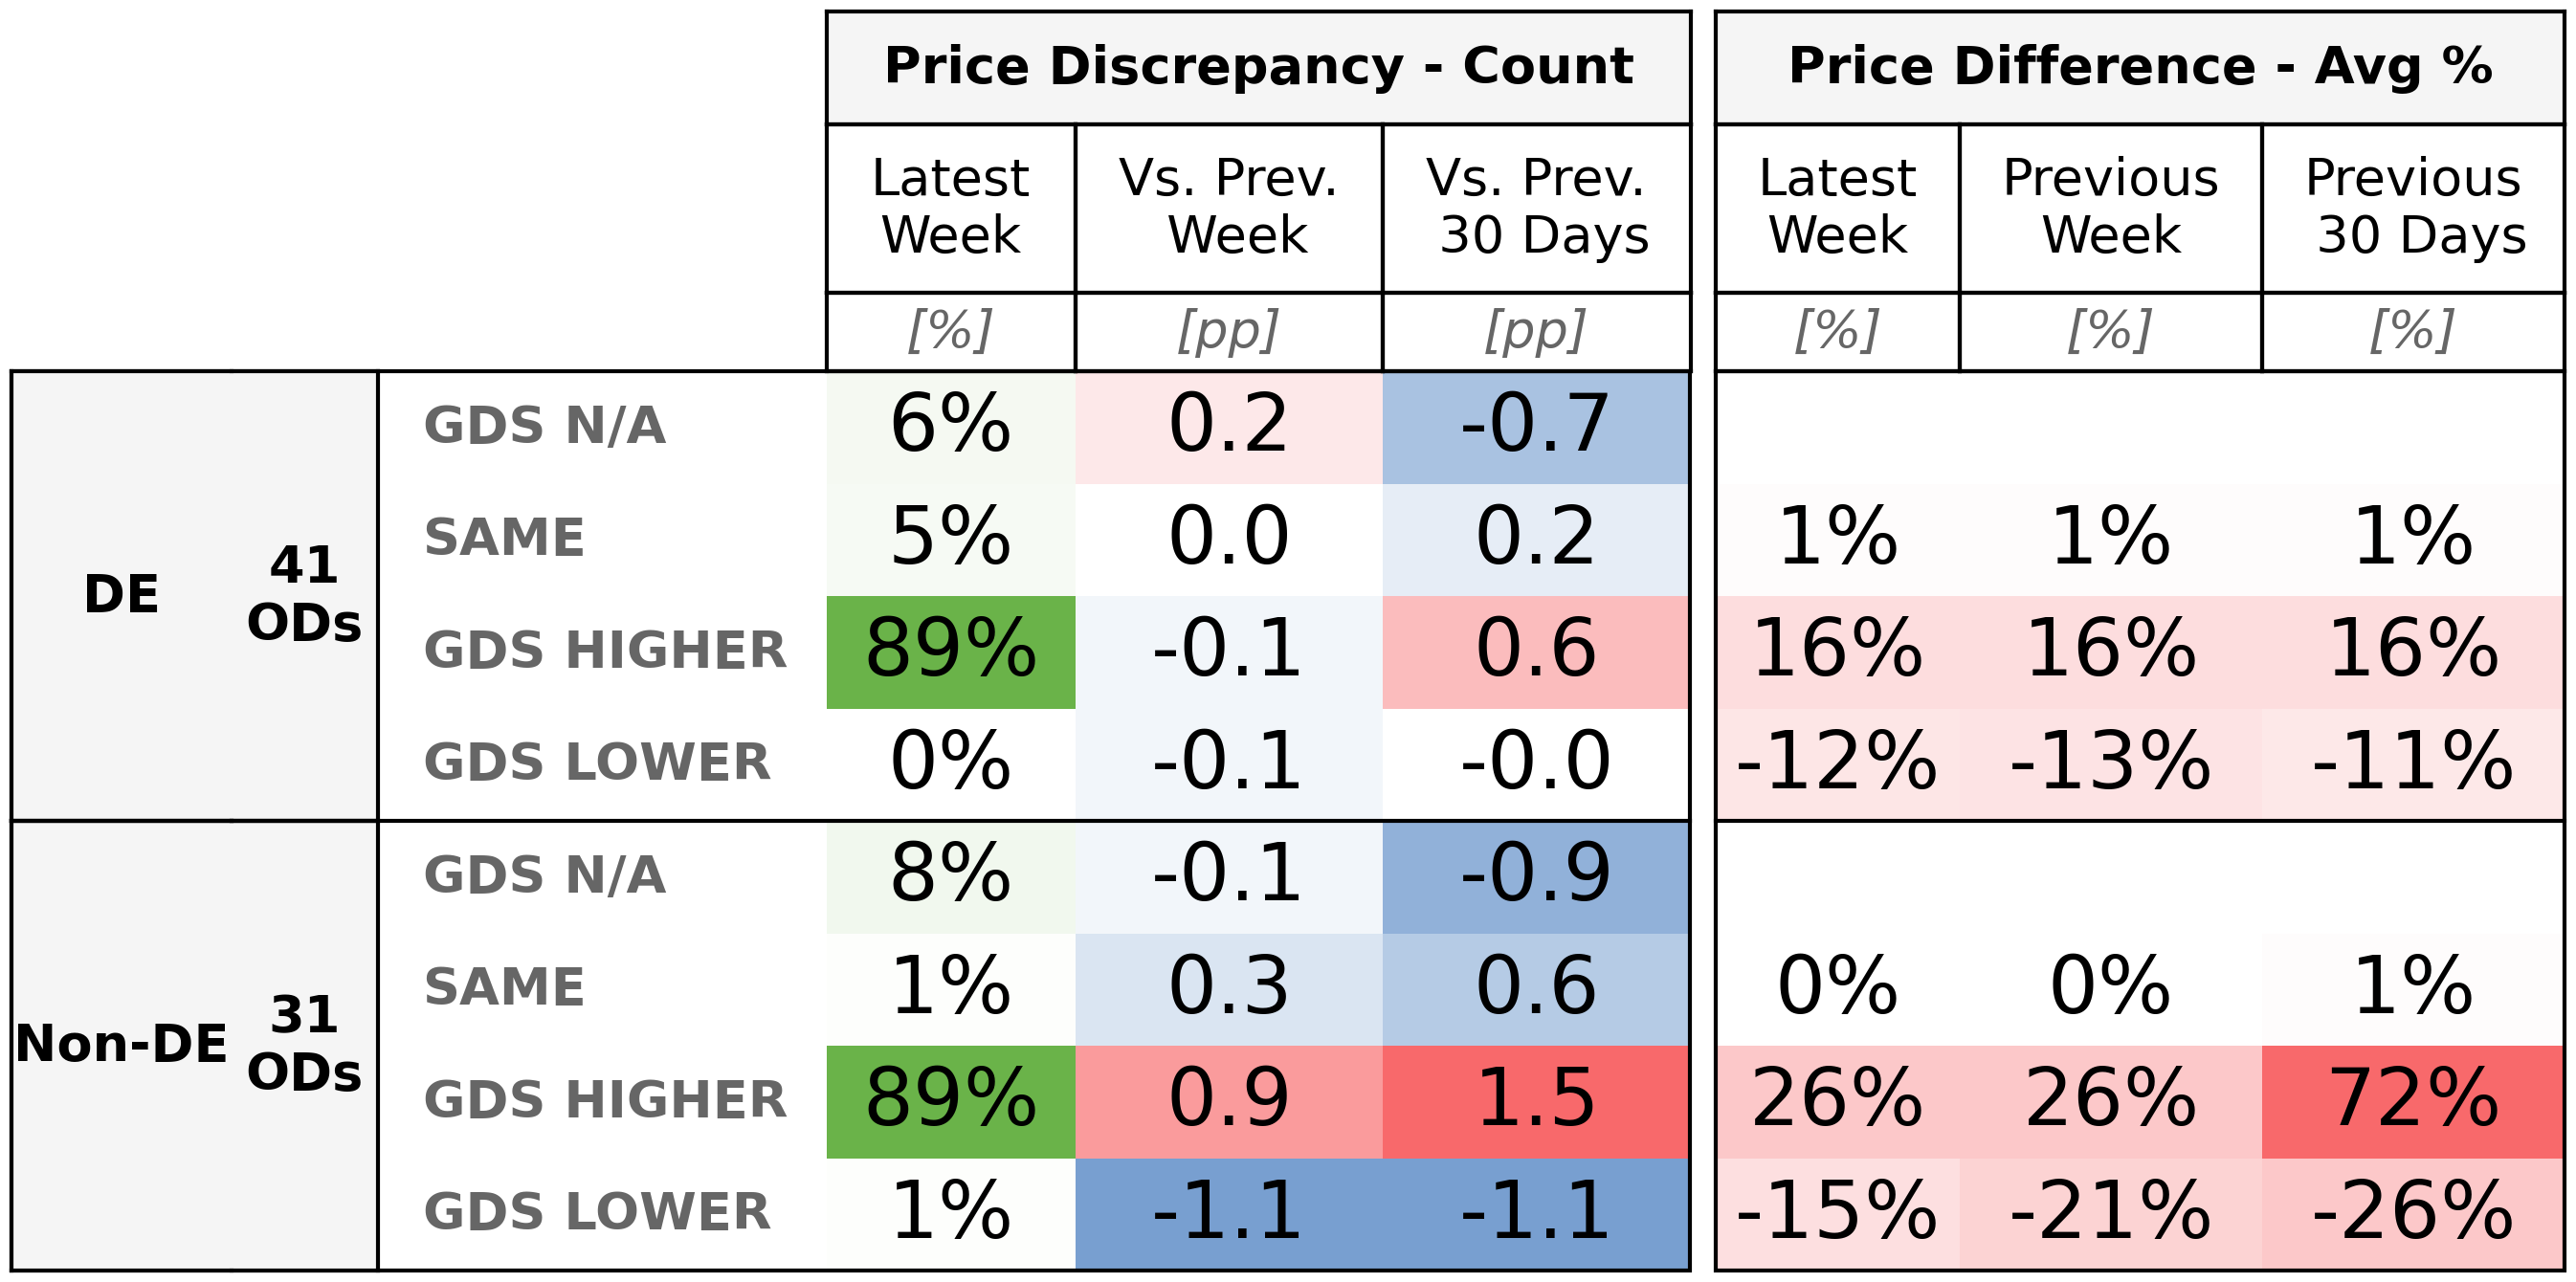 Price Discrepancy - Count Price Difference - Avg %
Latest Week Vs. Prev. Week Vs. Prev. 30 Days Latest Week Previous Week Previous 30 Days
[%] [pp] [pp] [%] [%] [%]
DE 41 ODs
GDS N/A 6% 0.2 -0.7
SAME 5% 0.0 0.2 1% 1% 1%
GDS HIGHER 89% -0.1 0.6 16% 16% 16%
GDS LOWER 0% -0.1 -0.0 -12% -13% -11%
Non-DE 31 ODs
GDS N/A 8% -0.1 -0.9
SAME 1% 0.3 0.6 0% 0% 1%
GDS HIGHER 89% 0.9 1.5 26% 26% 72%
GDS LOWER 1% -1.1 -1.1 -15% -21% -26%